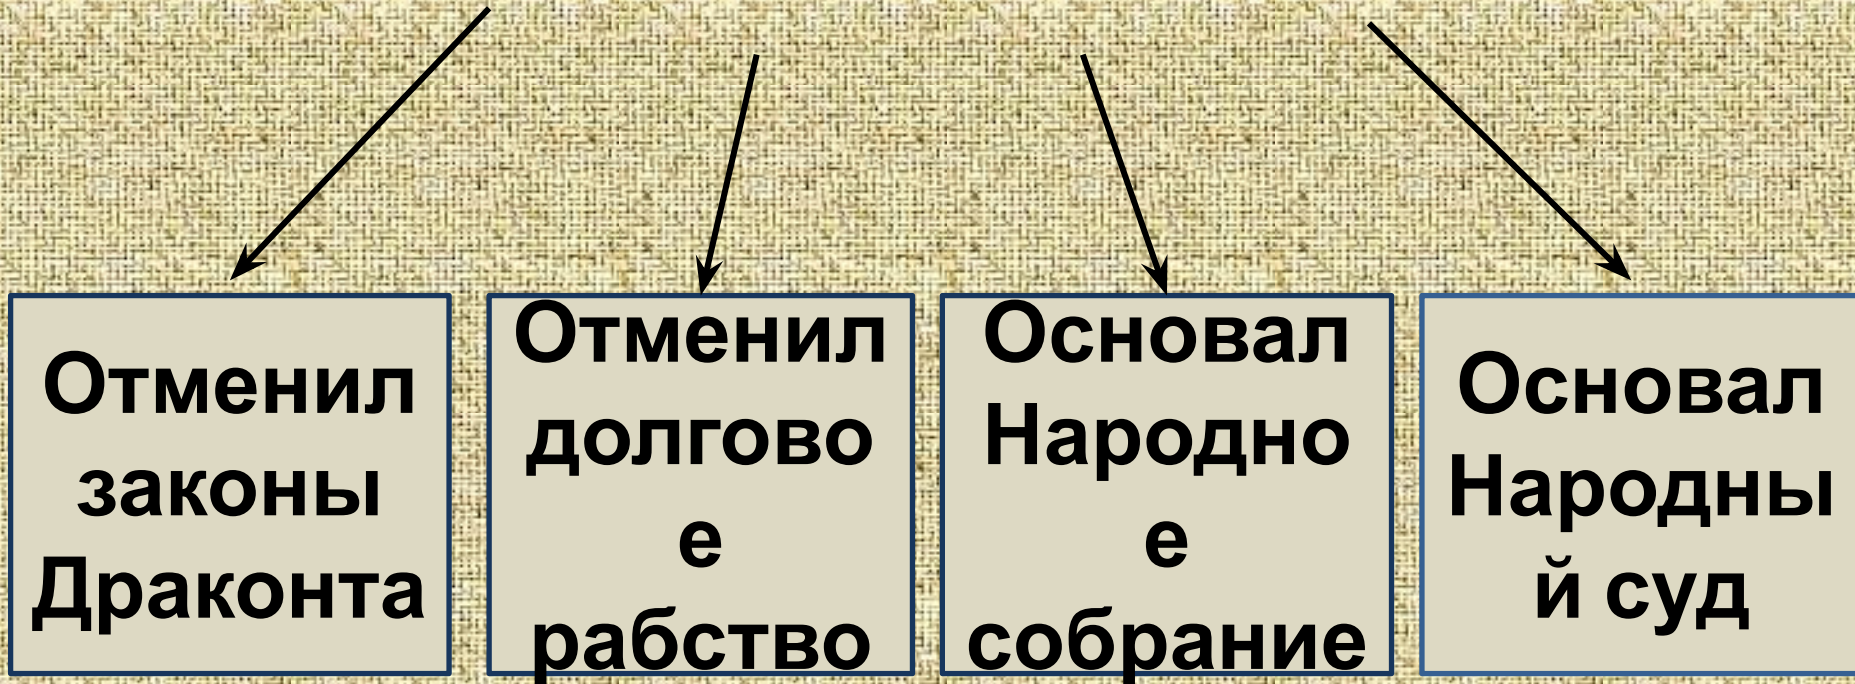 Отменил
законы
Драконта
Отменил
долгово
е
рабство
Основал
Народно
е
собрание
Основал
Народны
й суд